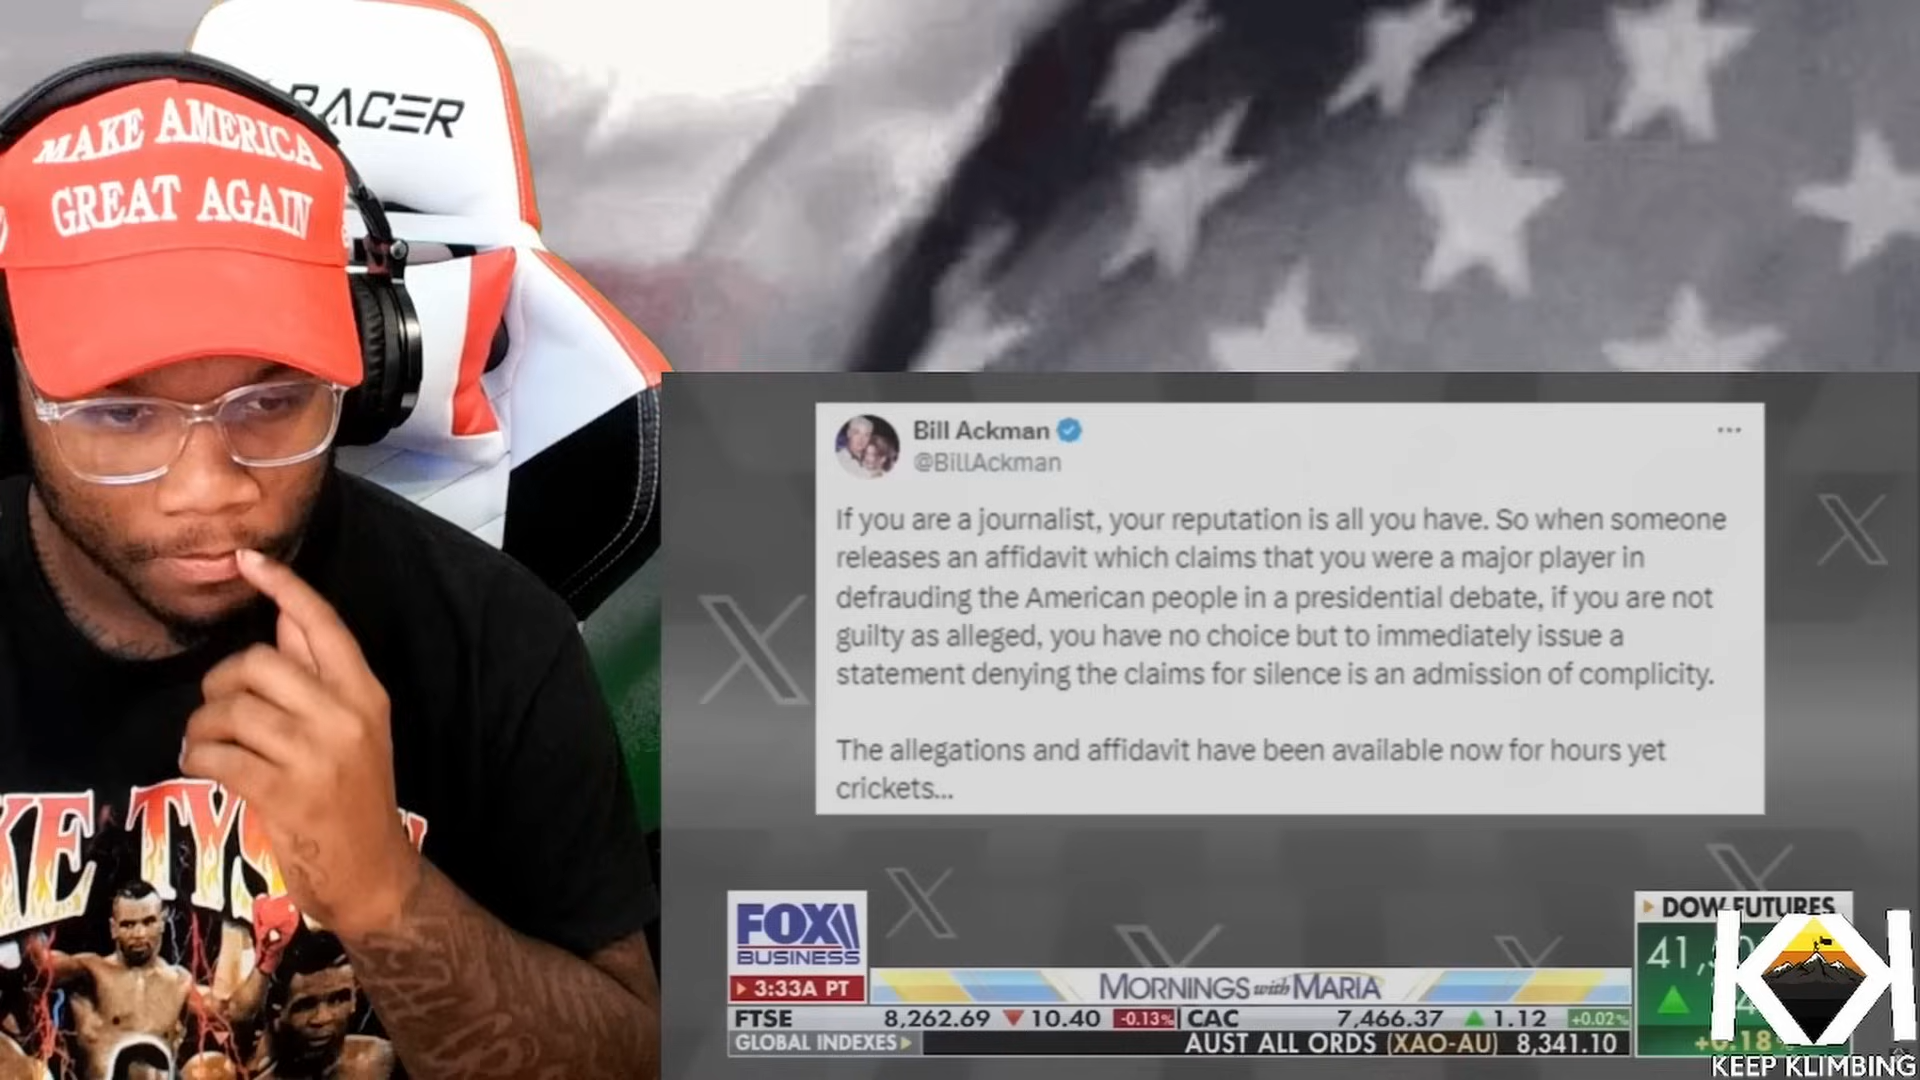 RACER
MAKE AMERICA
GREAT AGAIN
Bill Ackman
@BillAckman
If you are a journalist, your reputation is all you have. So when someone
releases an affidavit which claims that you were a major player in
defrauding the American people in a presidential debate, if you are not
guilty as alleged, you have no choice but to immediately issue a
statement denying the claims for silence is an admission of complicity.
The allegations and affidavit have been available now for hours yet
crickets...
FOX
BUSINESS
3:33A PT
MORNINGS with MARIA
DOW FUTURES
FTSE 8,262.69 10.40 -0.13% CAC 7,466.37 1.12 +0.02%
GLOBAL INDEXES AUST ALL ORDS (XAO-AU) 8,341.10
KK
KEEP KLIMBING